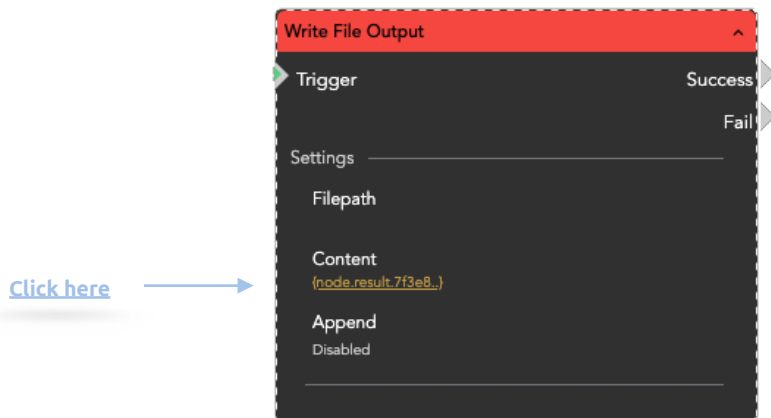 Write File Output
Trigger
Success
Fail
Settings
Filepath
Click here
Content
{node.result.7f3e8..}
Append
Disabled